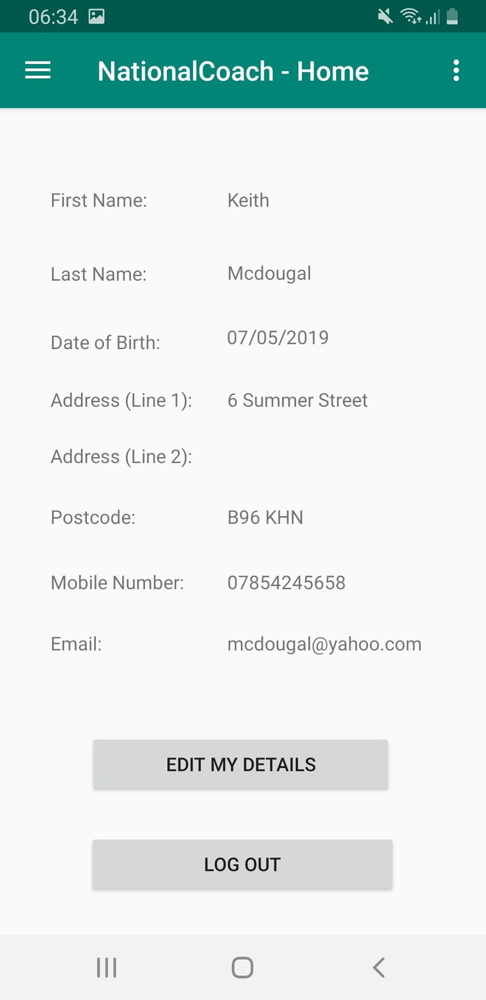 06:34
NationalCoach - Home
First Name: Keith
Last Name: Mcdougal
Date of Birth: 07/05/2019
Address (Line 1): 6 Summer Street
Address (Line 2):
Postcode: B96 KHN
Mobile Number: 07854245658
Email: mcdougal@yahoo.com
EDIT MY DETAILS
LOG OUT